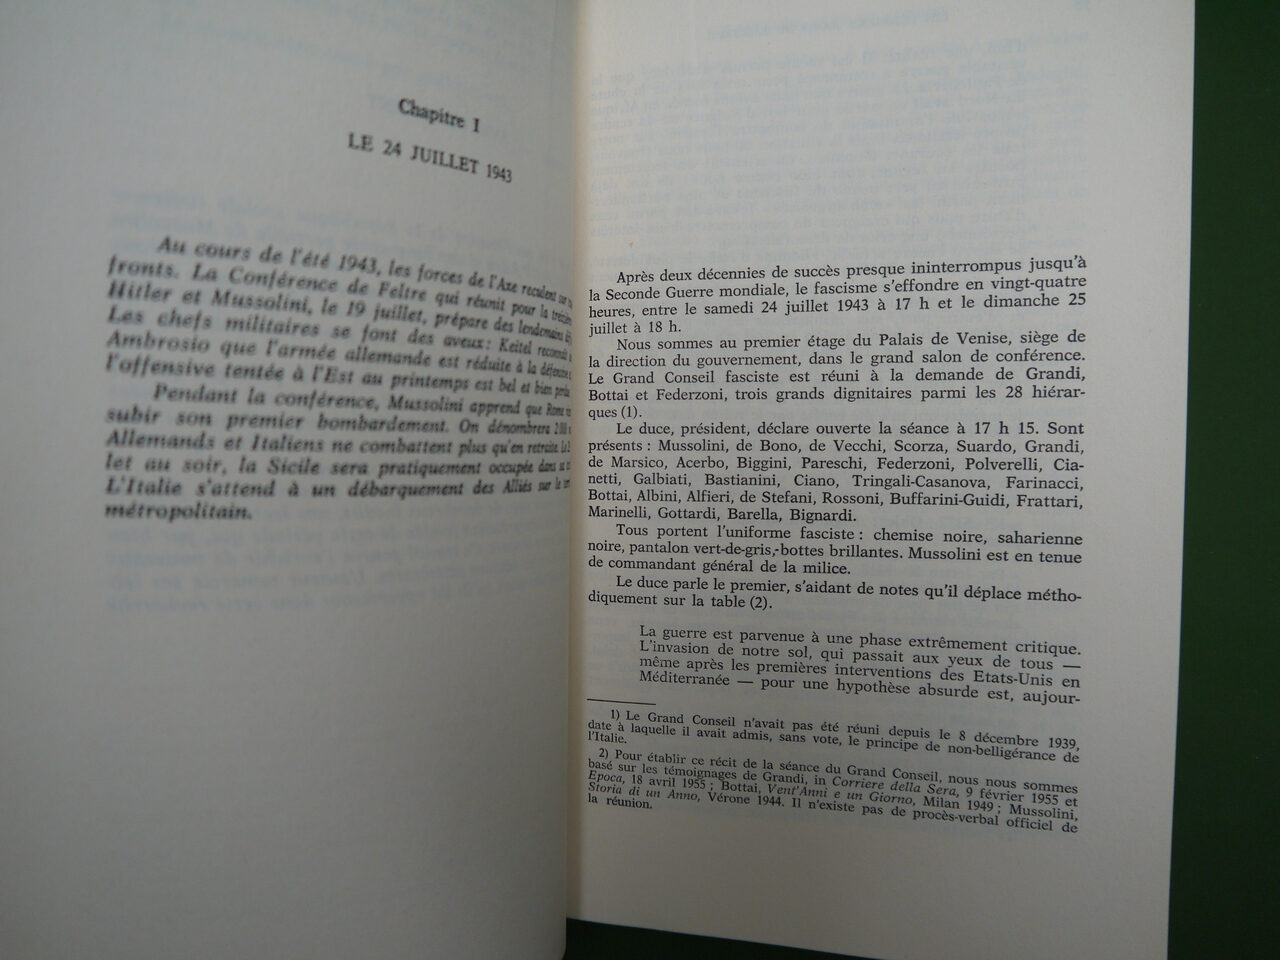 Chapitre I
LE 24 JUILLET 1943
Au cours de l'été 1943, les forces de l'Axe reculent sur
fronts. La Conférence de Feltre qui réunit pour la
Hitler et Mussolini, le 19 juillet, prépare des lendemains
Les chefs militaires se font des aveux : Keitel reconnaît
Ambrosio que l'armée allemande est réduite à la défensive
l'offensive tentée à l'Est au printemps est bel et bien
Pendant la conférence, Mussolini apprend que Rome
subir son premier bombardement. On dénombrera
Allemands et Italiens ne combattent plus qu'en retraite.
let au soir, la Sicile sera pratiquement occupée dans
L'Italie s'attend à un débarquement des Alliés sur le
métropolitain.
Après deux décennies de succès presque ininterrompus jusqu'à
la Seconde Guerre mondiale, le fascisme s'effondre en vingt-quatre
heures, entre le samedi 24 juillet 1943 à 17 h et le dimanche 25
juillet à 18 h.
Nous sommes au premier étage du Palais de Venise, siège de
la direction du gouvernement, dans le grand salon de conférence.
Le Grand Conseil fasciste est réuni à la demande de Grandi,
Bottai et Federzoni, trois grands dignitaires parmi les 28 hiérar-
ques (1).
Le duce, président, déclare ouverte la séance à 17 h 15. Sont
présents : Mussolini, de Bono, de Vecchi, Scorza, Suardo, Grandi,
de Marsico, Acerbo, Biggini, Pareschi, Federzoni, Polverelli, Cia-
netti, Galbiati, Bastianini, Ciano, Tringali-Casanova, Farinacci,
Bottai, Albini, Alfieri, de Stefani, Rossoni, Buffarini-Guidi, Frattari,
Marinelli, Gottardi, Barella, Bignardi.
Tous portent l'uniforme fasciste : chemise noire, saharienne
noire, pantalon vert-de-gris, bottes brillantes. Mussolini est en tenue
de commandant général de la milice.
Le duce parle le premier, s'aidant de notes qu'il déplace métho-
diquement sur la table (2).
La guerre est parvenue à une phase extrêmement critique.
L'invasion de notre sol, qui passait aux yeux de tous —
même après les premières interventions des Etats-Unis en
Méditerranée — pour une hypothèse absurde est, aujour-
1) Le Grand Conseil n'avait pas été réuni depuis le 8 décembre 1939,
date à laquelle il avait admis, sans vote, le principe de non-belligérance de
l'Italie.
2) Pour établir ce récit de la séance du Grand Conseil, nous nous sommes
basé sur les témoignages de Grandi, in Corriere della Sera, 9 février 1955 et
Epoca, 18 avril 1955 ; Bottai, Vent'Anni e un Giorno, Milan 1949 ; Mussolini,
Storia di un Anno, Vérone 1944. Il n'existe pas de procès-verbal officiel de
la réunion.